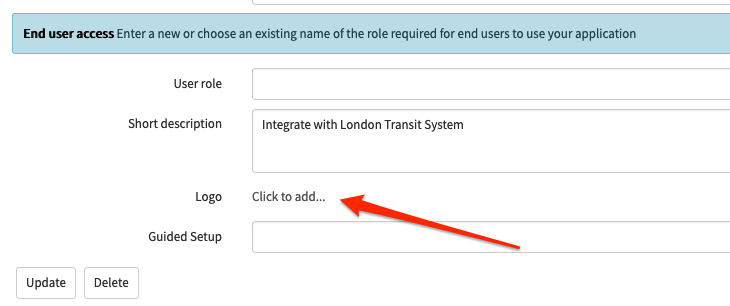 End user access Enter a new or choose an existing name of the role required for end users to use your application
User role
Short description
Integrate with London Transit System
Logo
Click to add...
Guided Setup
Update
Delete